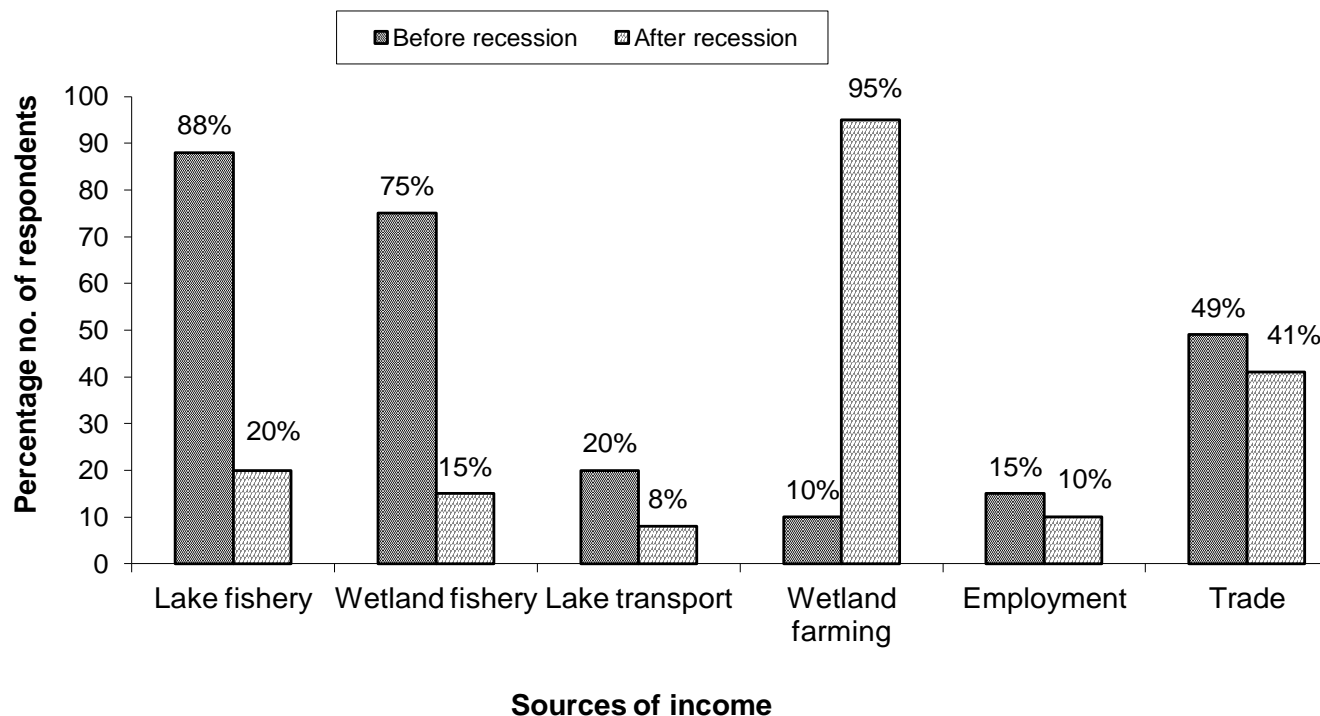 Before recession After recession
Percentage no. of respondents
100
90
80
70
60
50
40
30
20
10
0
88%
20%
75%
15%
20%
8%
10%
95%
15%
10%
49%
41%
Lake fishery
Wetland fishery
Lake transport
Wetland
farming
Employment
Trade
Sources of income